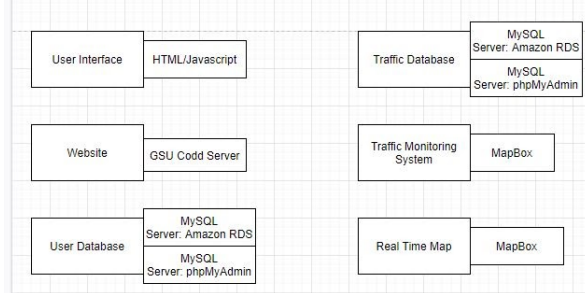 User Interface
HTML/Javascript
Website
GSU Codd Server
User Database
MySQL
Server: Amazon RDS
MySQL
Server: phpMyAdmin
Traffic Database
MySQL
Server: Amazon RDS
MySQL
Server: phpMyAdmin
Traffic Monitoring
System
MapBox
Real Time Map
MapBox